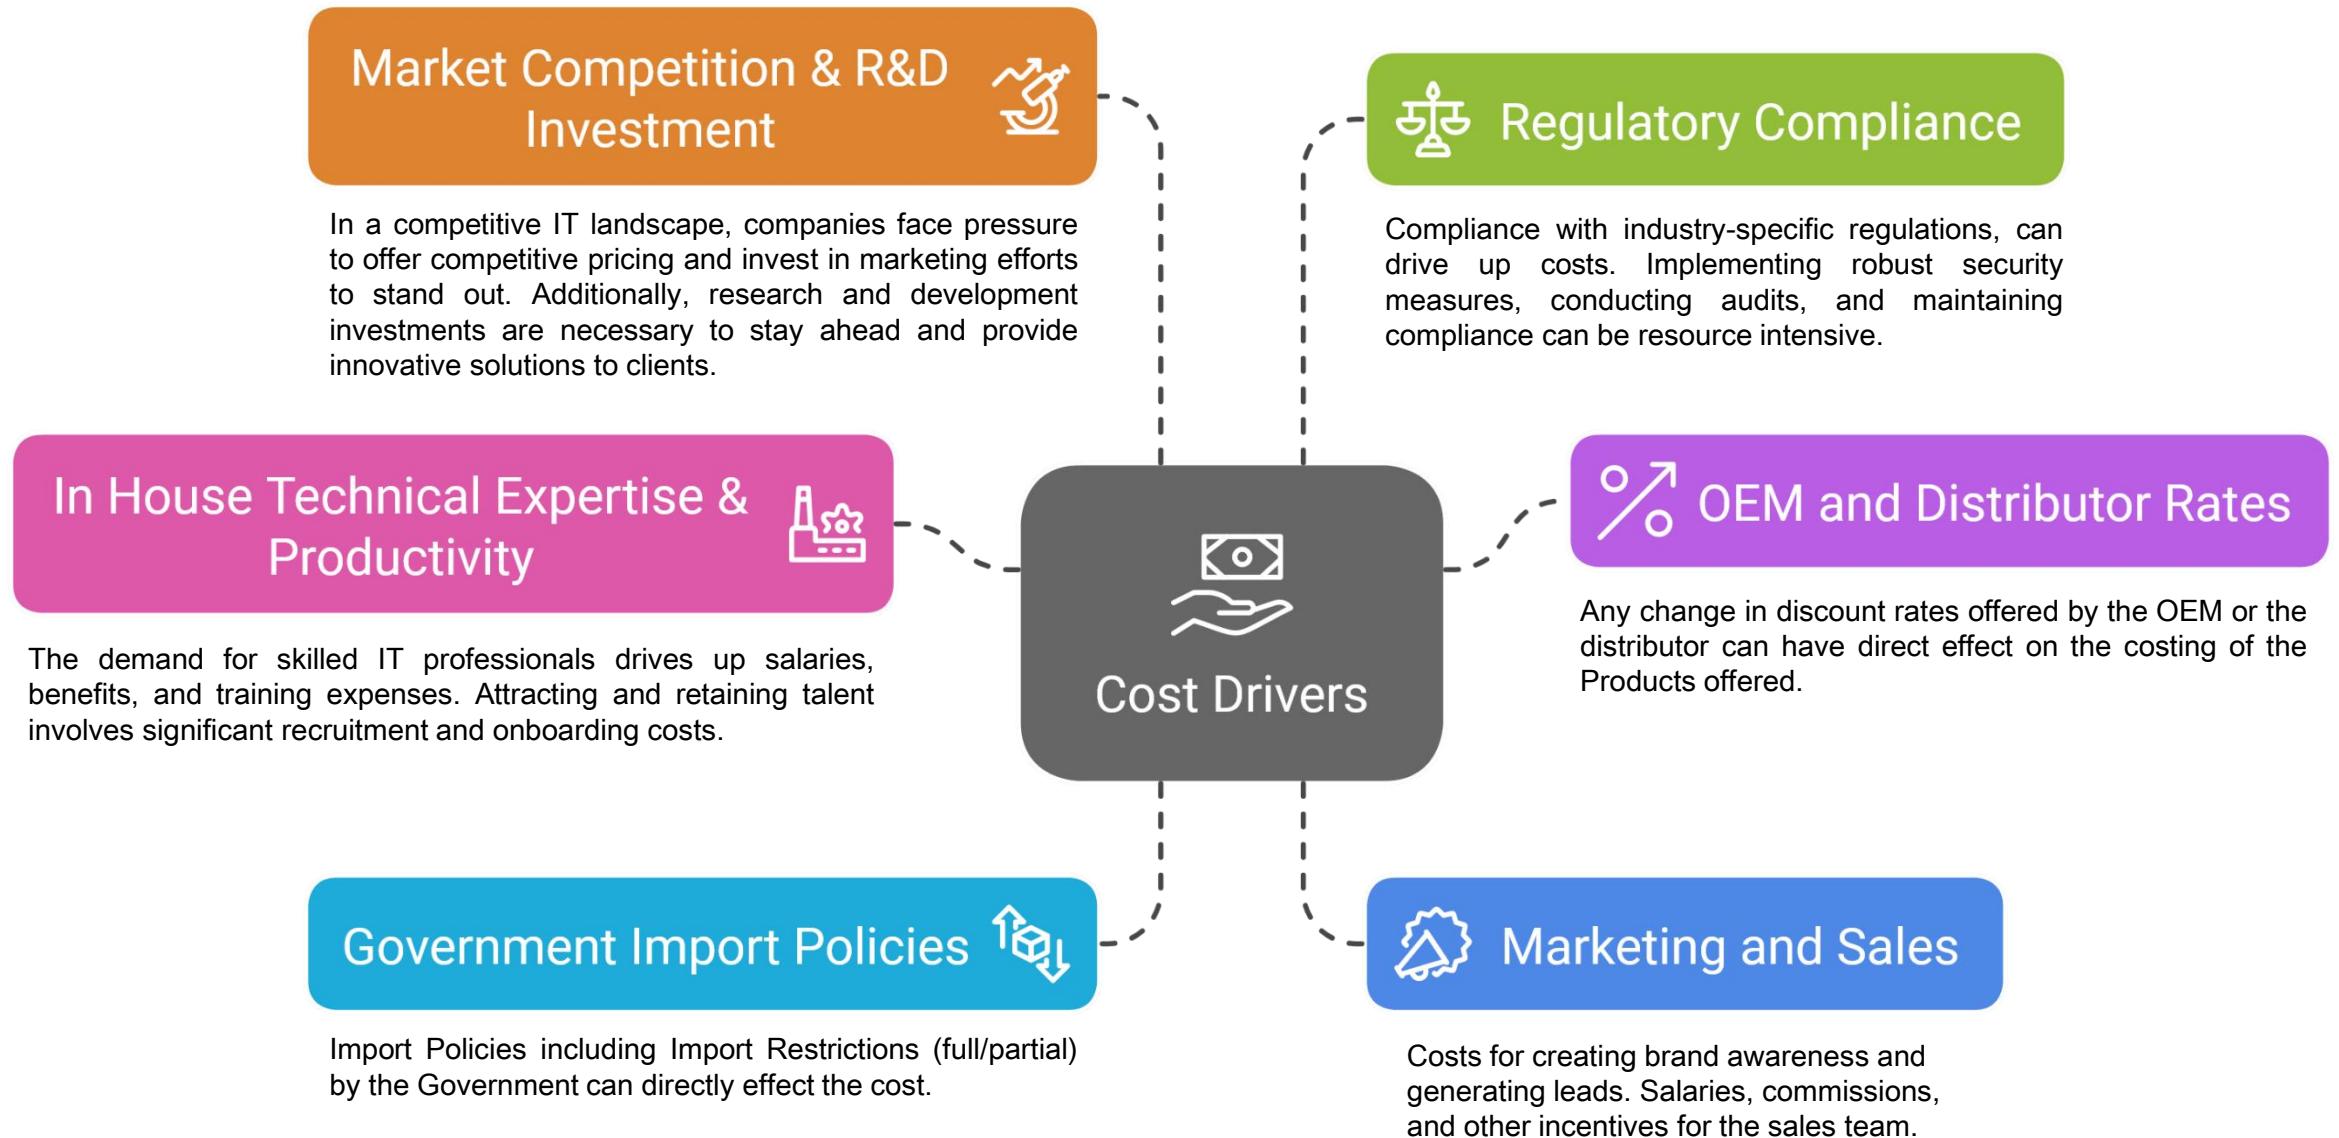 Market Competition & R&D
Investment
In a competitive IT landscape, companies face pressure
to offer competitive pricing and invest in marketing efforts
to stand out. Additionally, research and development
investments are necessary to stay ahead and provide
innovative solutions to clients.
Regulatory Compliance
Compliance with industry-specific regulations, can
drive up costs. Implementing robust security
measures, conducting audits, and maintaining
compliance can be resource intensive.
In House Technical Expertise &
Productivity
The demand for skilled IT professionals drives up salaries,
benefits, and training expenses. Attracting and retaining talent
involves significant recruitment and onboarding costs.
Cost Drivers
OEM and Distributor Rates
Any change in discount rates offered by the OEM or the
distributor can have direct effect on the costing of the
Products offered.
Government Import Policies
Import Policies including Import Restrictions (full/partial)
by the Government can directly effect the cost.
Marketing and Sales
Costs for creating brand awareness and
generating leads. Salaries, commissions,
and other incentives for the sales team.